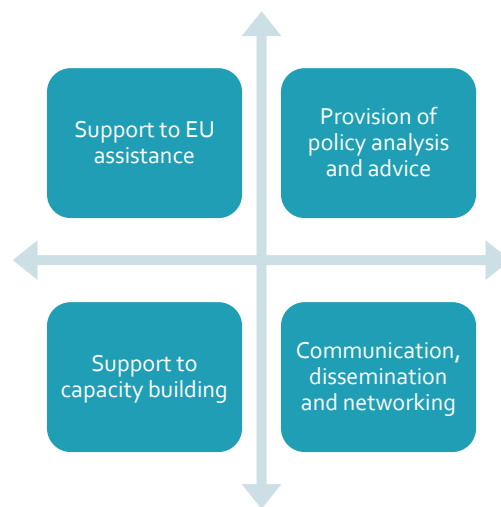 Support to EU
assistance
Provision of
policy analysis
and advice
Support to
capacity building
Communication,
dissemination
and networking